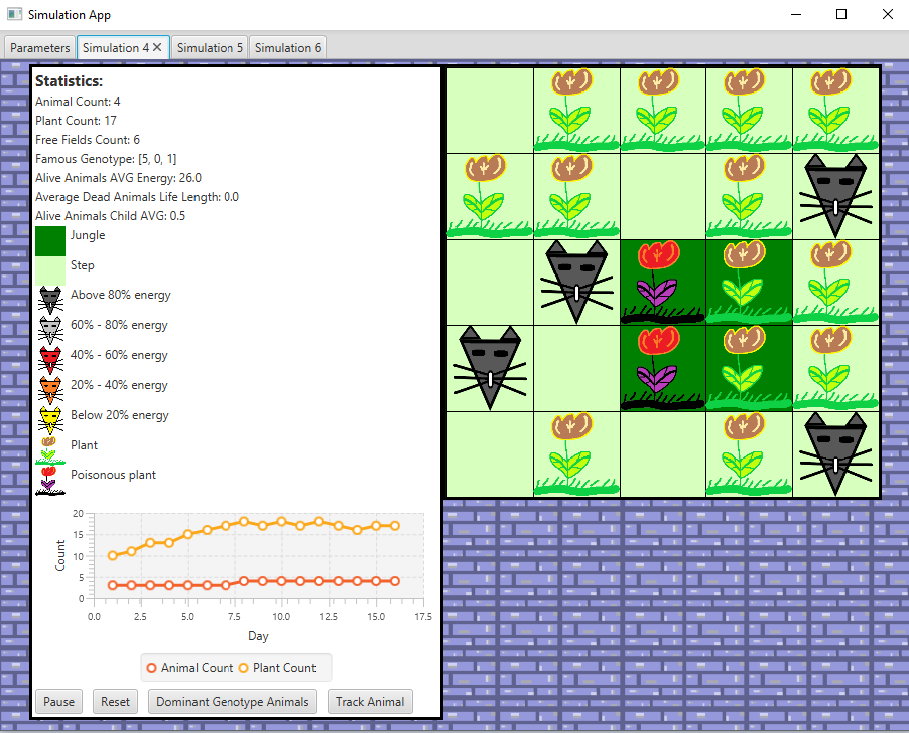 Simulation App
Parameters Simulation 4 Simulation 5 Simulation 6
Statistics:
Animal Count: 4
Plant Count: 17
Free Fields Count: 6
Famous Genotype: [5, 0, 1]
Alive Animals AVG Energy: 26.0
Average Dead Animals Life Length: 0.0
Alive Animals Child AVG: 0.5
Jungle
Step
Above 80% energy
60% - 80% energy
40% - 60% energy
20% - 40% energy
Below 20% energy
Plant
Poisonous plant
20
15
10
5
0
Count
0.0 2.5 5.0 7.5 10.0 12.5 15.0 17.5
Day
Animal Count Plant Count
Pause Reset Dominant Genotype Animals Track Animal